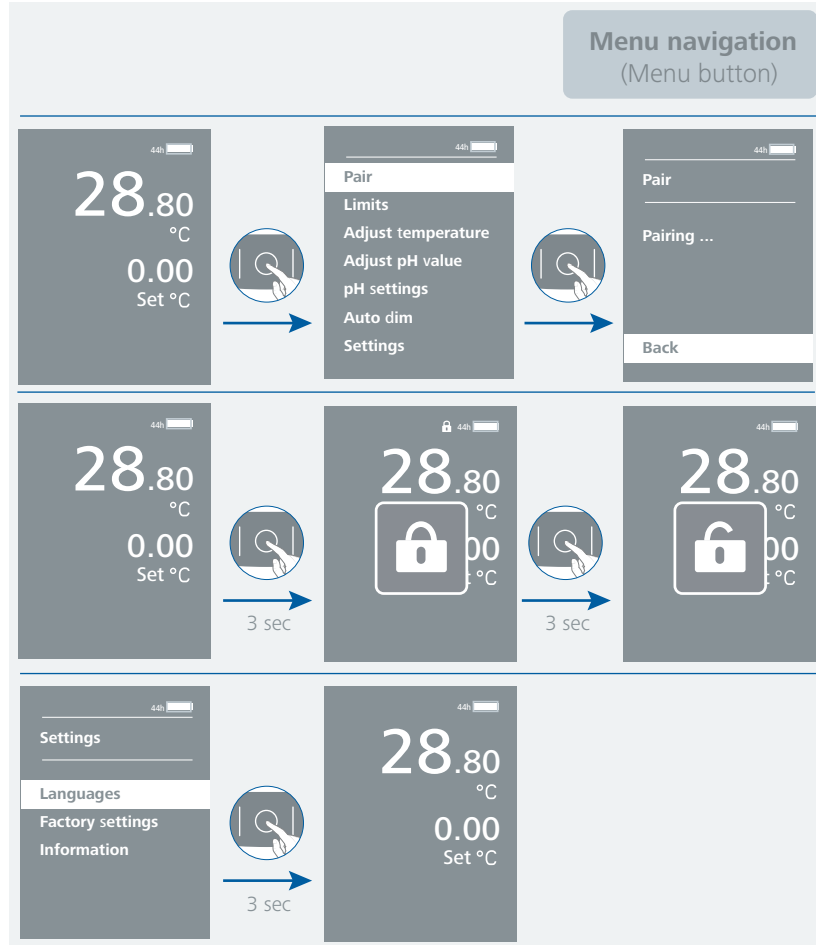 Menu navigation
(Menu button)
44h
28.80
°C
0.00
Set °C
44h
Pair
Limits
Adjust temperature
Adjust pH value
pH settings
Auto dim
Settings
44h
Pair
Pairing ...
Back
44h
28.80
°C
0.00
Set °C
3 sec
44h
28.80
°C
00
°C
3 sec
44h
28.80
°C
00
°C
44h
Settings
Languages
Factory settings
Information
3 sec
44h
28.80
°C
0.00
Set °C